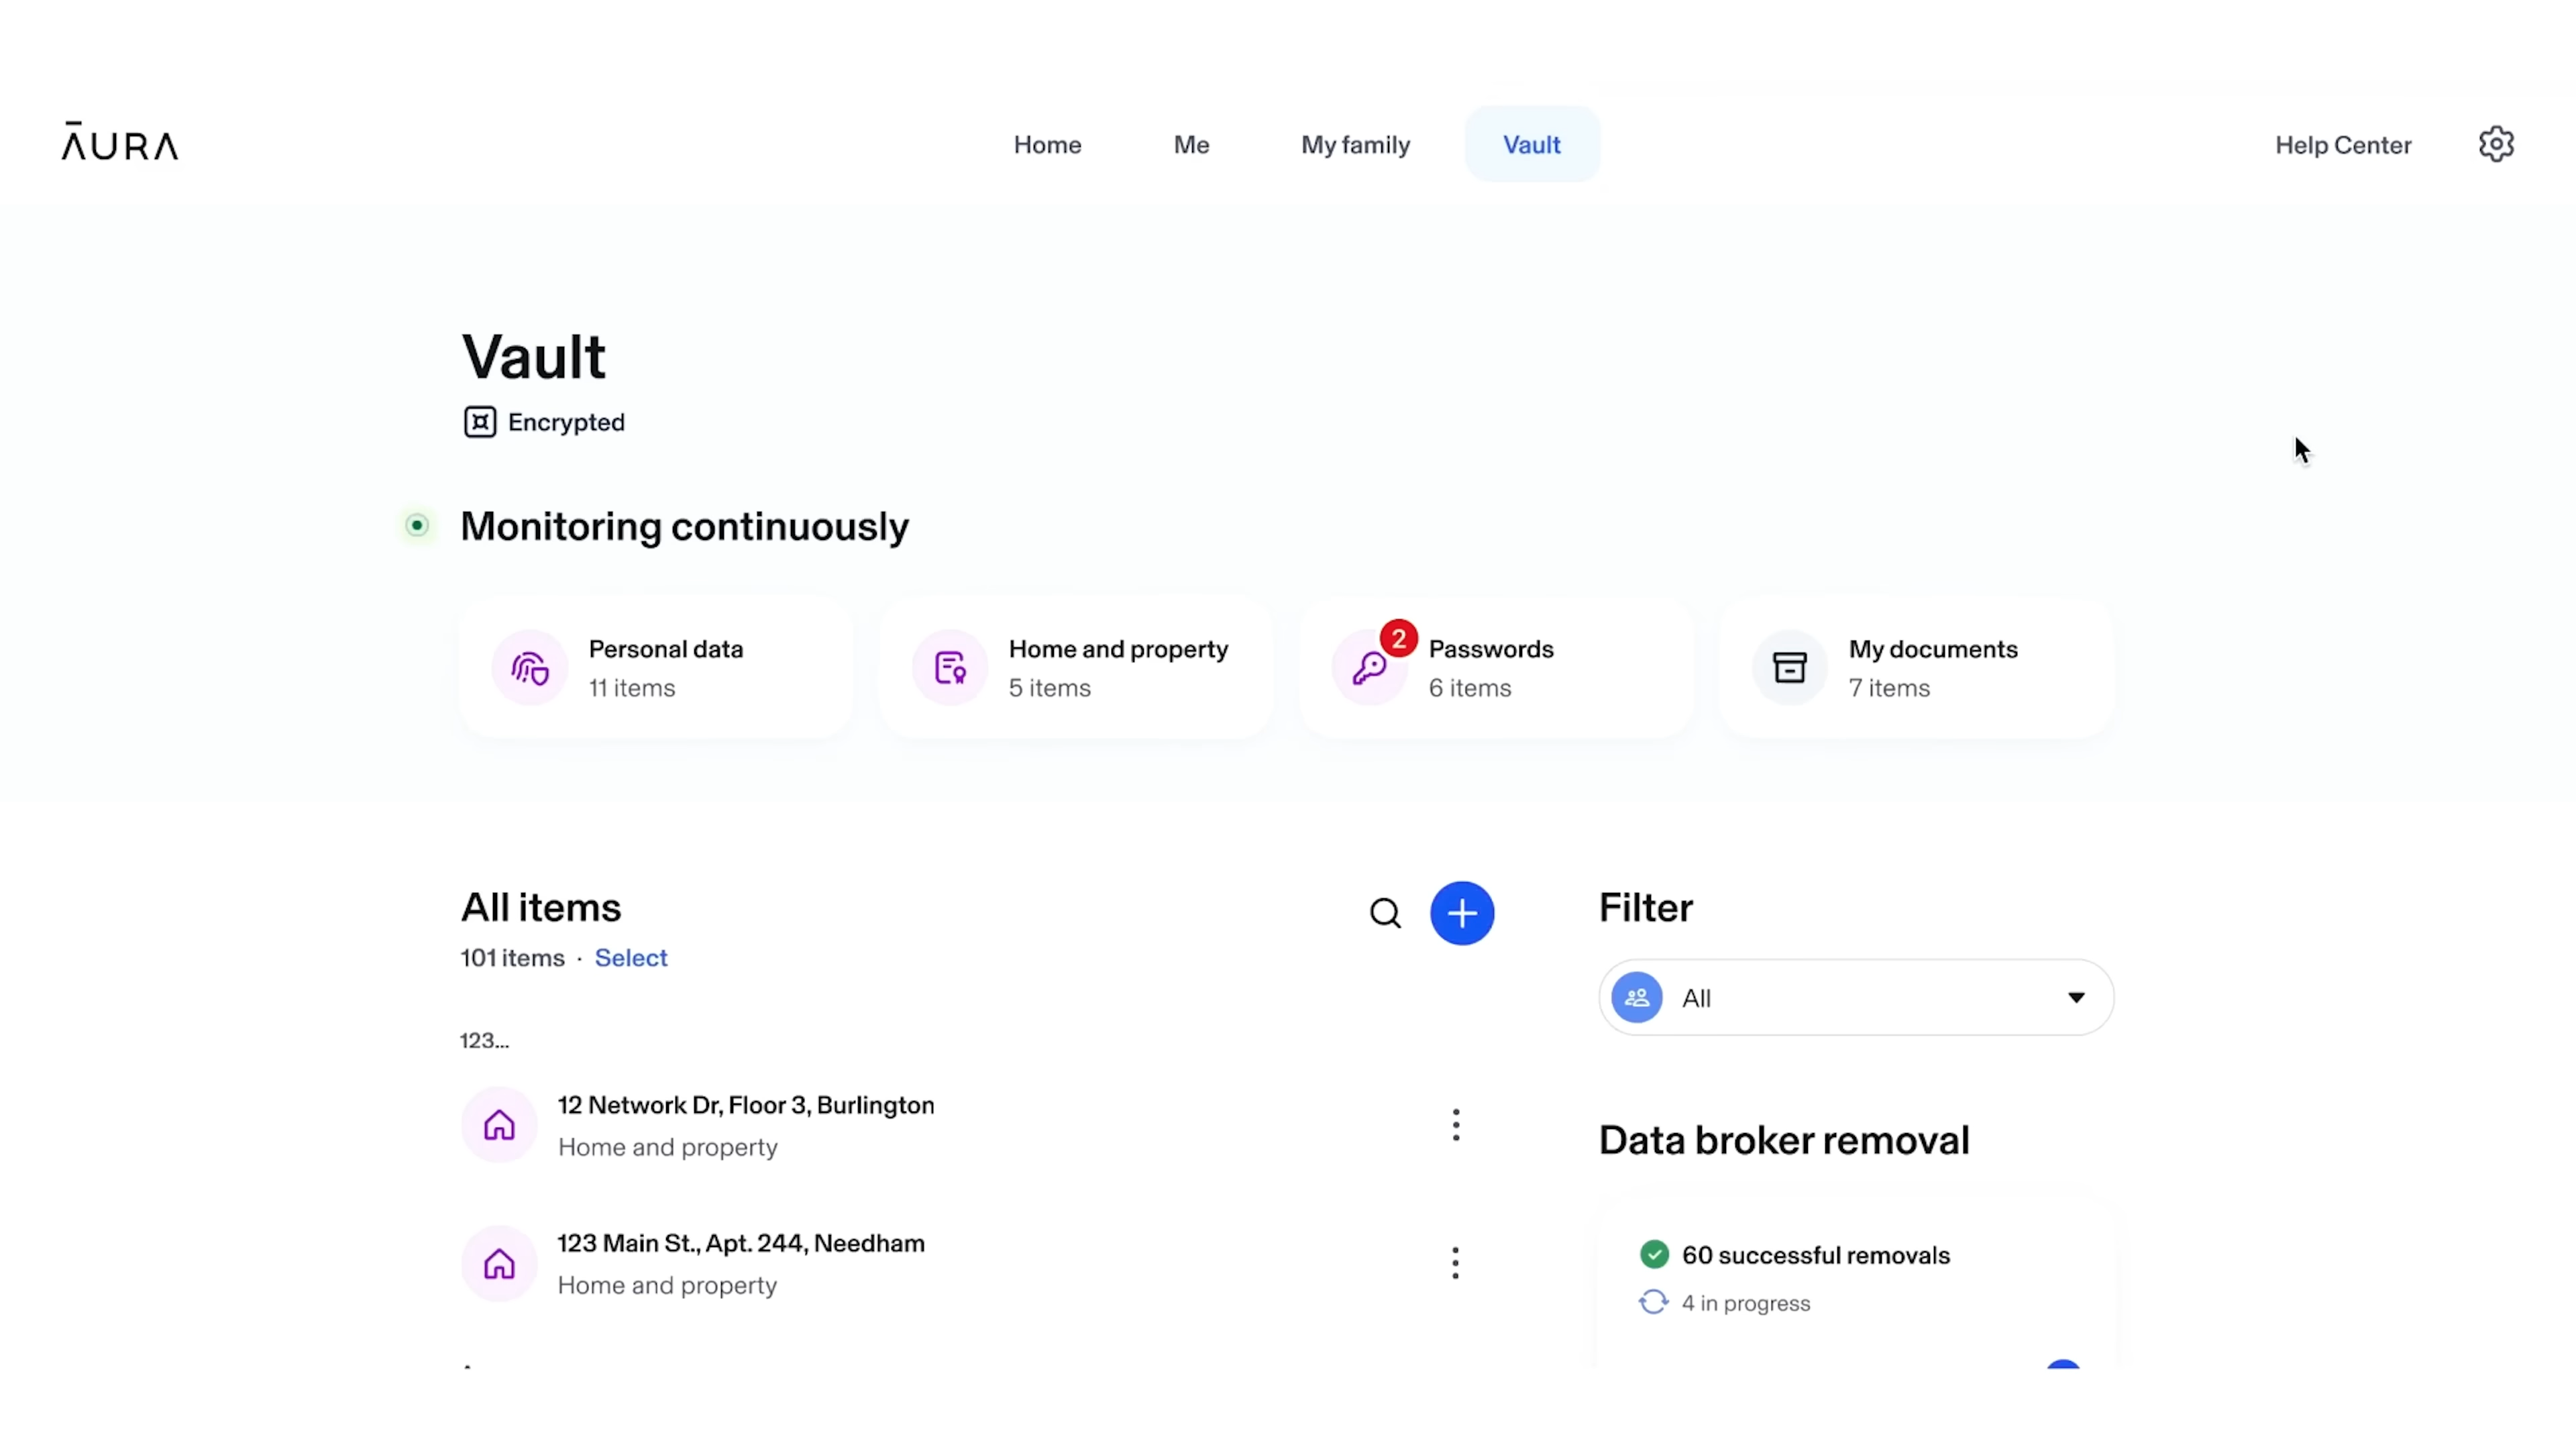 ĀURA
Home
Me
My family
Vault
Help Center
Vault
Encrypted
Monitoring continuously
Personal data
11 items
Home and property
5 items
2
Passwords
6 items
My documents
7 items
All items
101 items · Select
Filter
All
123...
12 Network Dr, Floor 3, Burlington
Home and property
123 Main St., Apt. 244, Needham
Home and property
Data broker removal
60 successful removals
4 in progress